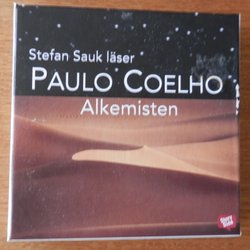 Stefan Sauk läser
PAULO COELHO
Alkemisten